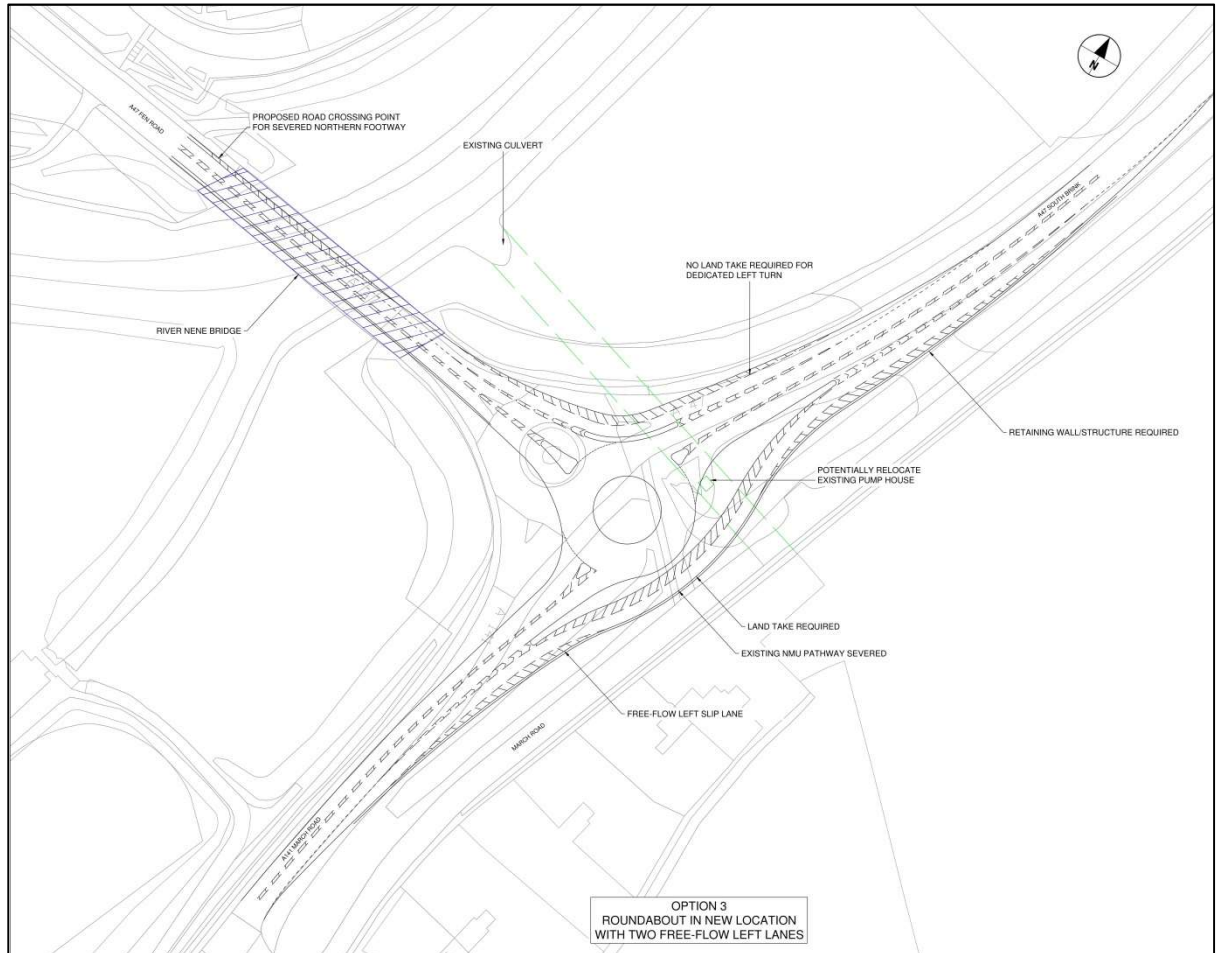 N
A47 FEN ROAD
PROPOSED ROAD CROSSING POINT
FOR SEVERED NORTHERN FOOTWAY
EXISTING CULVERT
A47 SOUTH BRINK
NO LAND TAKE REQUIRED FOR
DEDICATED LEFT TURN
RIVER NENE BRIDGE
RETAINING WALL/STRUCTURE REQUIRED
POTENTIALLY RELOCATE
EXISTING PUMP HOUSE
LAND TAKE REQUIRED
EXISTING NMU PATHWAY SEVERED
FREE-FLOW LEFT SLIP LANE
MARCH ROAD
A141 MARCH ROAD
OPTION 3
ROUNDABOUT IN NEW LOCATION
WITH TWO FREE-FLOW LEFT LANES